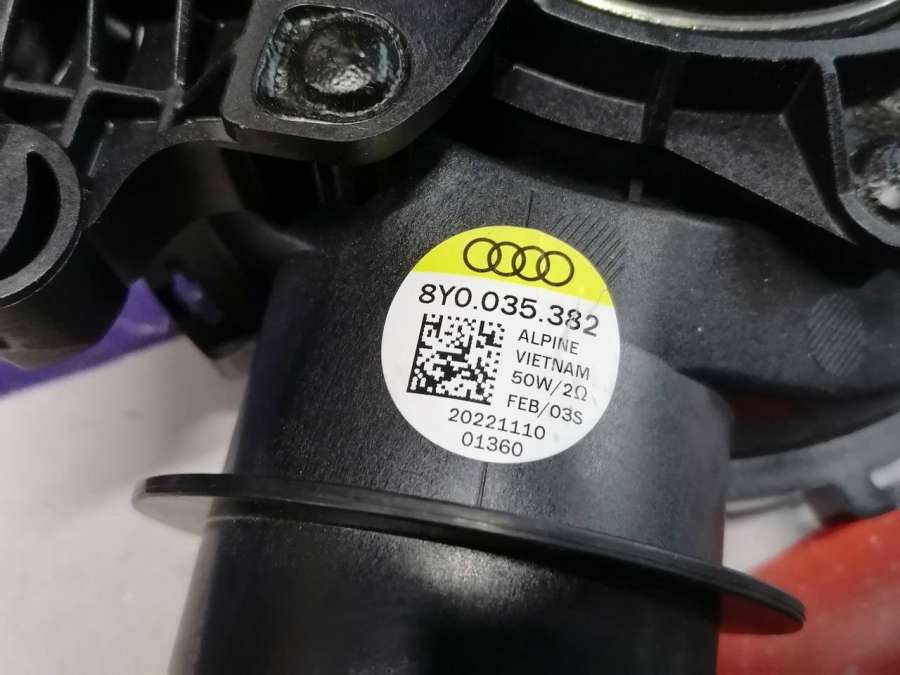 8Y0.035.382
ALPINE
VIETNAM
50W/2Ω
FEB/03S
20221110
01360